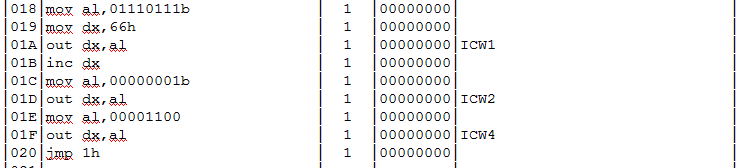 |018|mov al,01110111b | 1 |00000000| |
|019|mov dx,66h | 1 |00000000| |
|01A|out dx,al | 1 |00000000|ICW1 |
|01B|inc dx | 1 |00000000| |
|01C|mov al,00000001b | 1 |00000000| |
|01D|out dx,al | 1 |00000000|ICW2 |
|01E|mov al,00001100 | 1 |00000000| |
|01F|out dx,al | 1 |00000000|ICW4 |
|020|jmp 1h | 1 |00000000| |